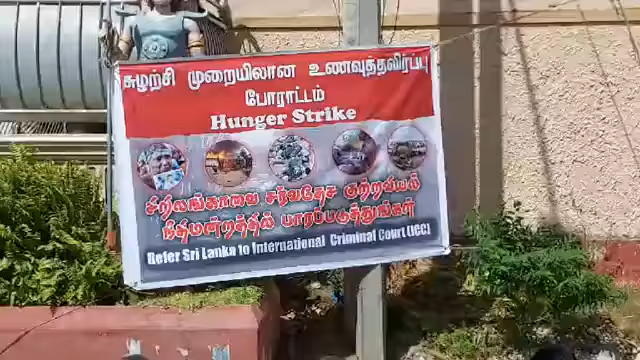 சுழற்சி முறையிலான உணவுத்தவிர்ப்பு
போராட்டம்
Hunger Strike
சிறிலங்காவை சர்வதேச குற்றவியல்
நீதிமன்றத்தில் பாரப்படுத்துங்கள்
Refer Sri Lanka to International Criminal Court (ICC)